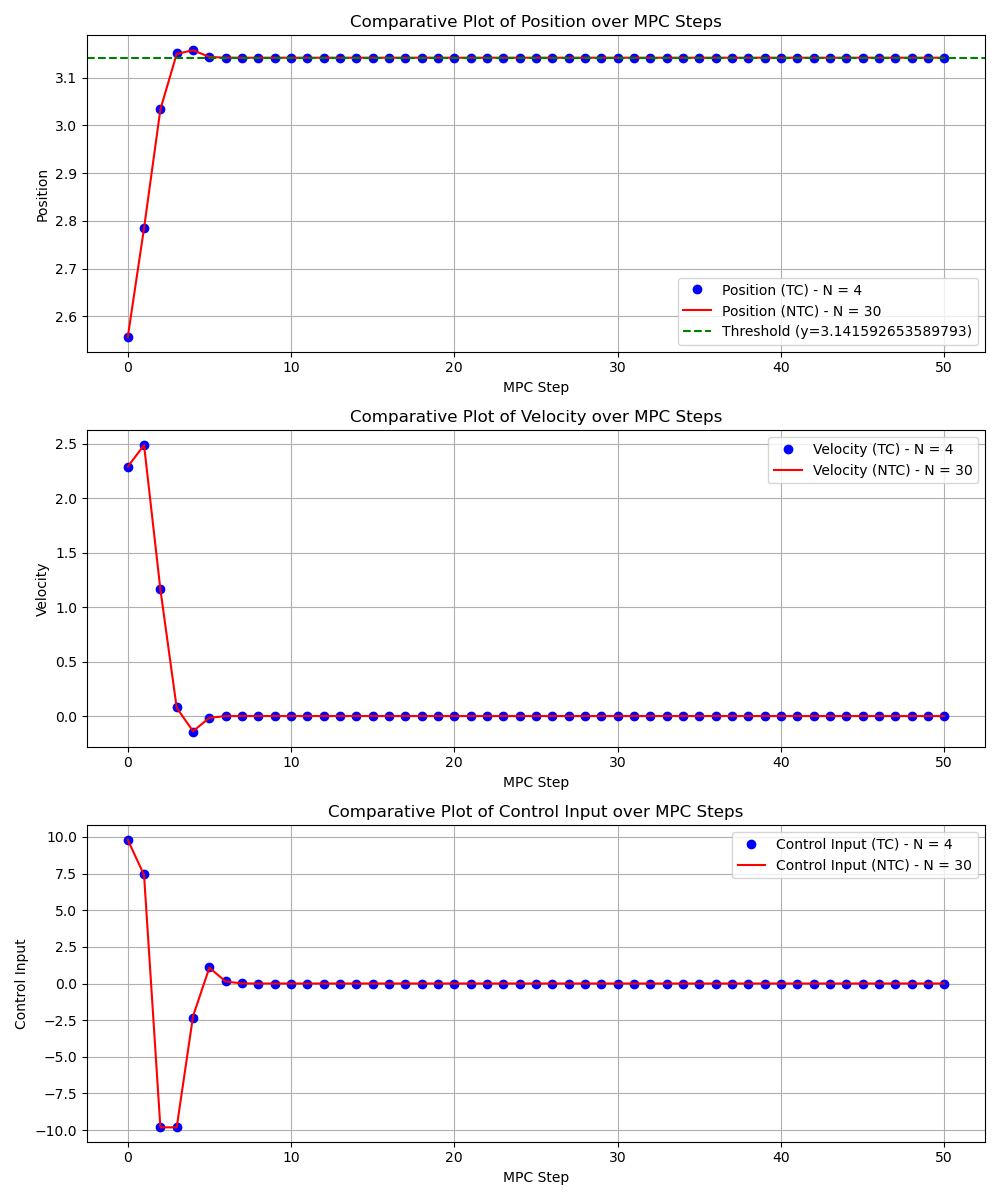 Comparative Plot of Position over MPC Steps
3.1
3.0
2.9
2.8
2.7
2.6
Position
Position (TC) - N = 4
Position (NTC) - N = 30
Threshold (y=3.141592653589793)
0 10 20 30 40 50
MPC Step
Comparative Plot of Velocity over MPC Steps
2.5
2.0
1.5
1.0
0.5
0.0
Velocity
Velocity (TC) - N = 4
Velocity (NTC) - N = 30
0 10 20 30 40 50
MPC Step
Comparative Plot of Control Input over MPC Steps
10.0
7.5
5.0
2.5
0.0
−2.5
−5.0
−7.5
−10.0
Control Input
Control Input (TC) - N = 4
Control Input (NTC) - N = 30
0 10 20 30 40 50
MPC Step